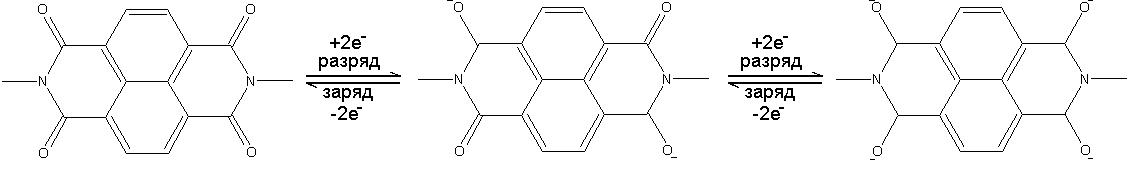 O O O⁻ O O⁻ O⁻
+2e⁻ +2e⁻
разряд разряд
N N N N N N
заряд заряд
-2e⁻ -2e⁻
O O O O⁻ O⁻ O⁻